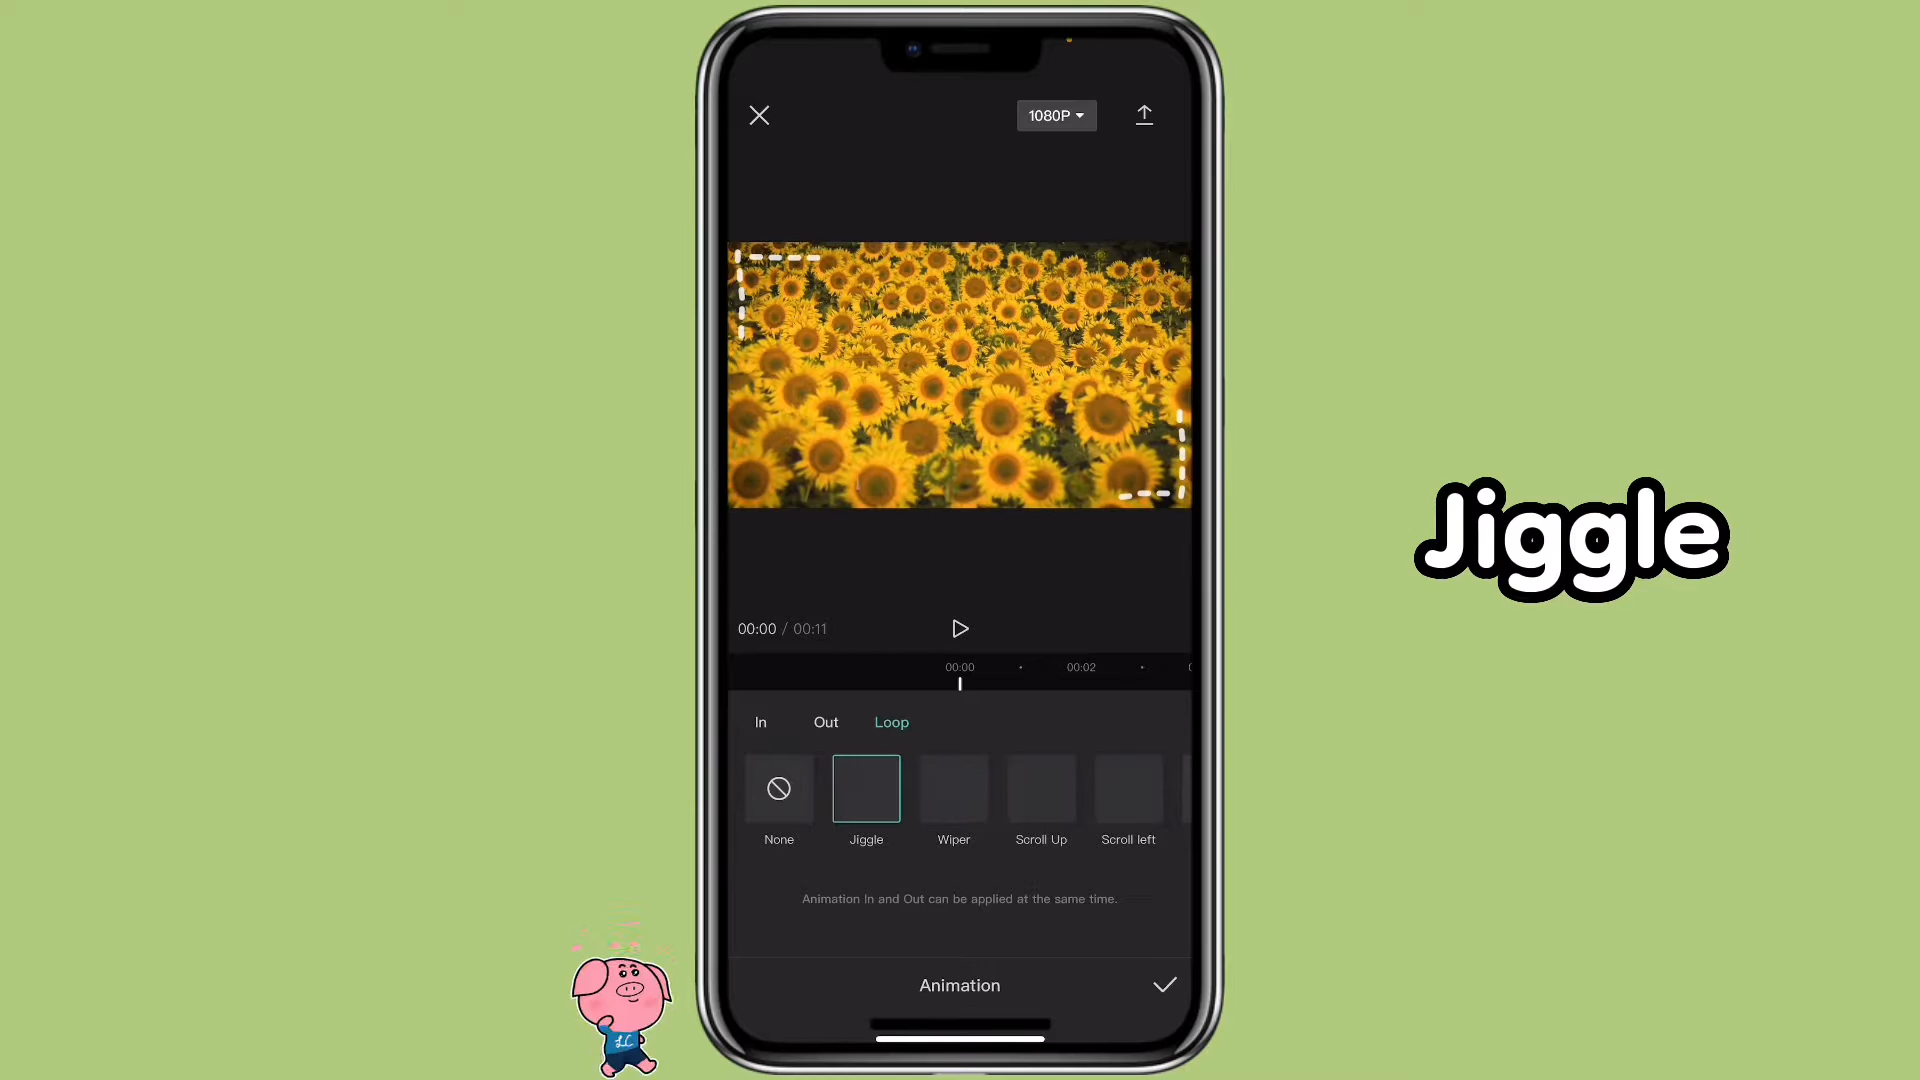 1080P
Jiggle
00:00 / 00:11
00:00 00:02
In Out Loop
None Jiggle Wiper Scroll Up Scroll left
Animation In and Out can be applied at the same time.
Animation
LC